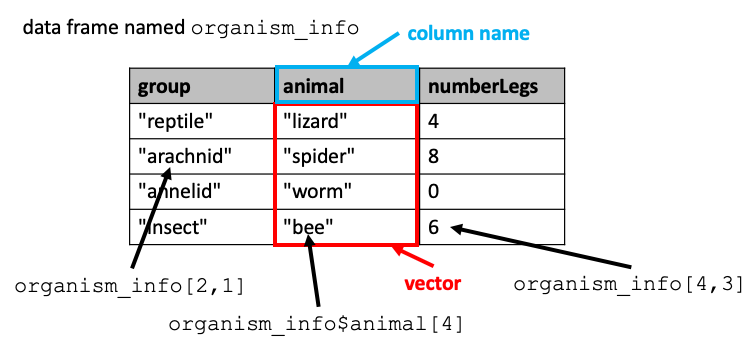 data frame named organism_info
column name
group animal numberLegs
"reptile" "lizard" 4
"arachnid" "spider" 8
"annelid" "worm" 0
"insect" "bee" 6
organism_info[2,1]
vector
organism_info[4,3]
organism_info$animal[4]